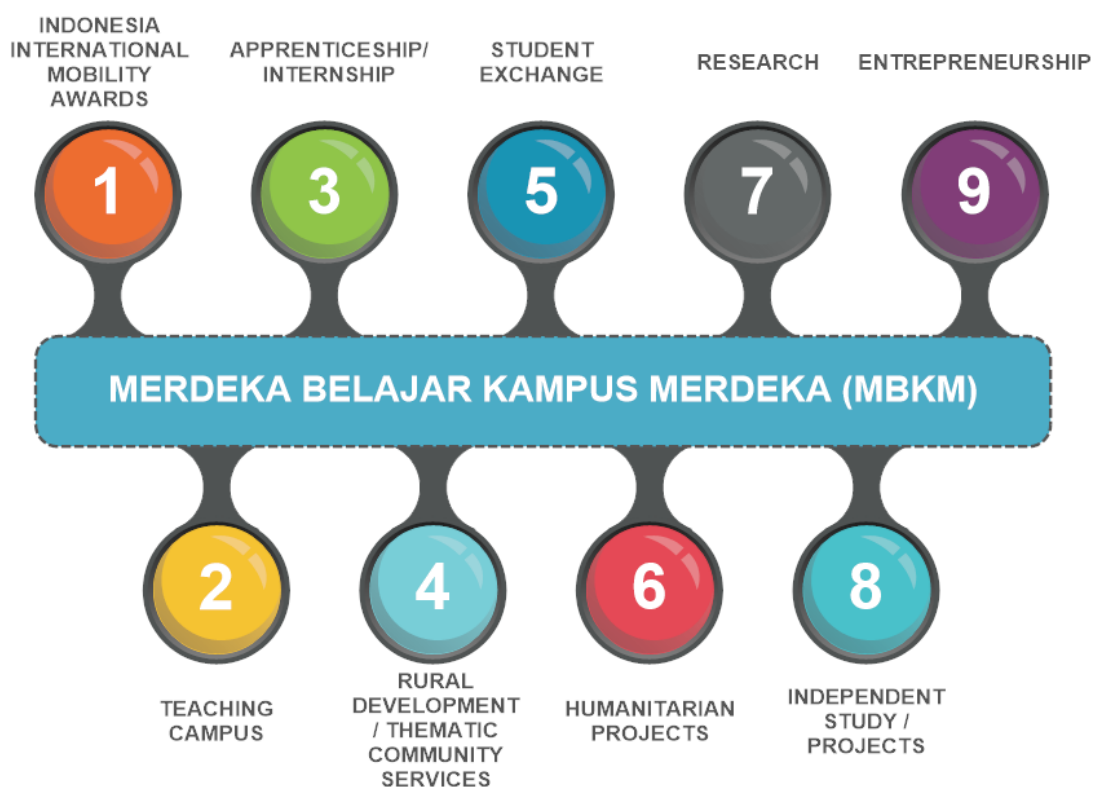 INDONESIA
INTERNATIONAL
MOBILITY
AWARDS
APPRENTICESHIP/
INTERNSHIP
STUDENT
EXCHANGE
RESEARCH
ENTREPRENEURSHIP
1
3
5
7
9
MERDEKA BELAJAR KAMPUS MERDEKA (MBKM)
2
4
6
8
TEACHING
CAMPUS
RURAL
DEVELOPMENT
/ THEMATIC
COMMUNITY
SERVICES
HUMANITARIAN
PROJECTS
INDEPENDENT
STUDY /
PROJECTS